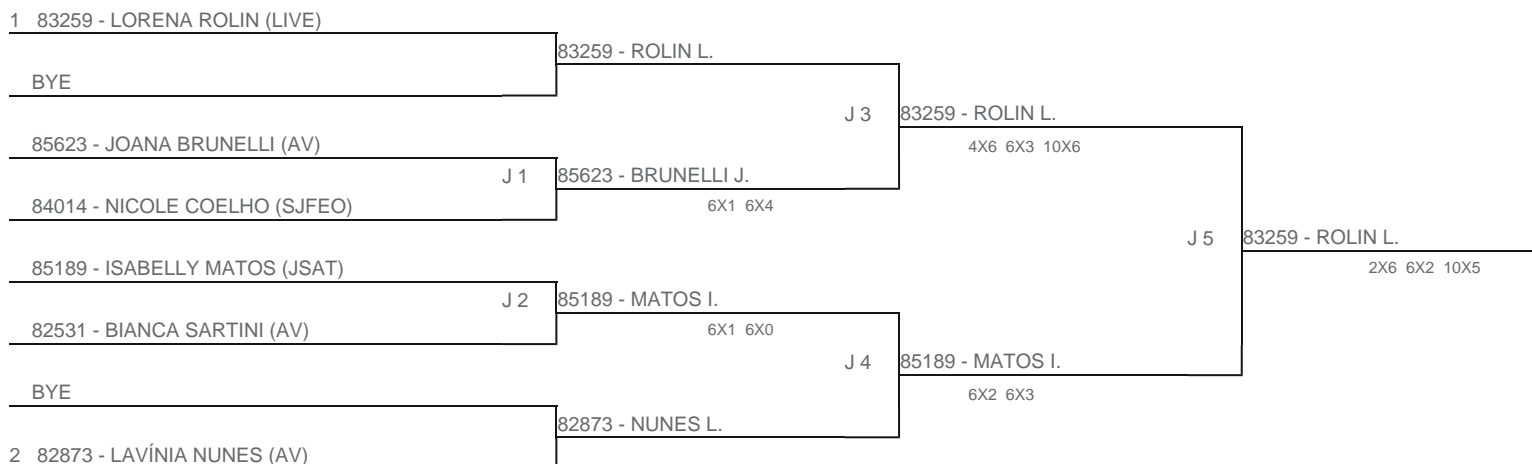 1 83259 - LORENA ROLIN (LIVE)
83259 - ROLIN L.
BYE
J 3 83259 - ROLIN L.
4X6 6X3 10X6
85623 - JOANA BRUNELLI (AV)
J 1 85623 - BRUNELLI J.
6X1 6X4
84014 - NICOLE COELHO (SJFEO)
J 5 83259 - ROLIN L.
2X6 6X2 10X5
85189 - ISABELLY MATOS (JSAT)
J 2 85189 - MATOS I.
6X1 6X0
82531 - BIANCA SARTINI (AV)
J 4 85189 - MATOS I.
6X2 6X3
BYE
82873 - NUNES L.
2 82873 - LAVÍNIA NUNES (AV)